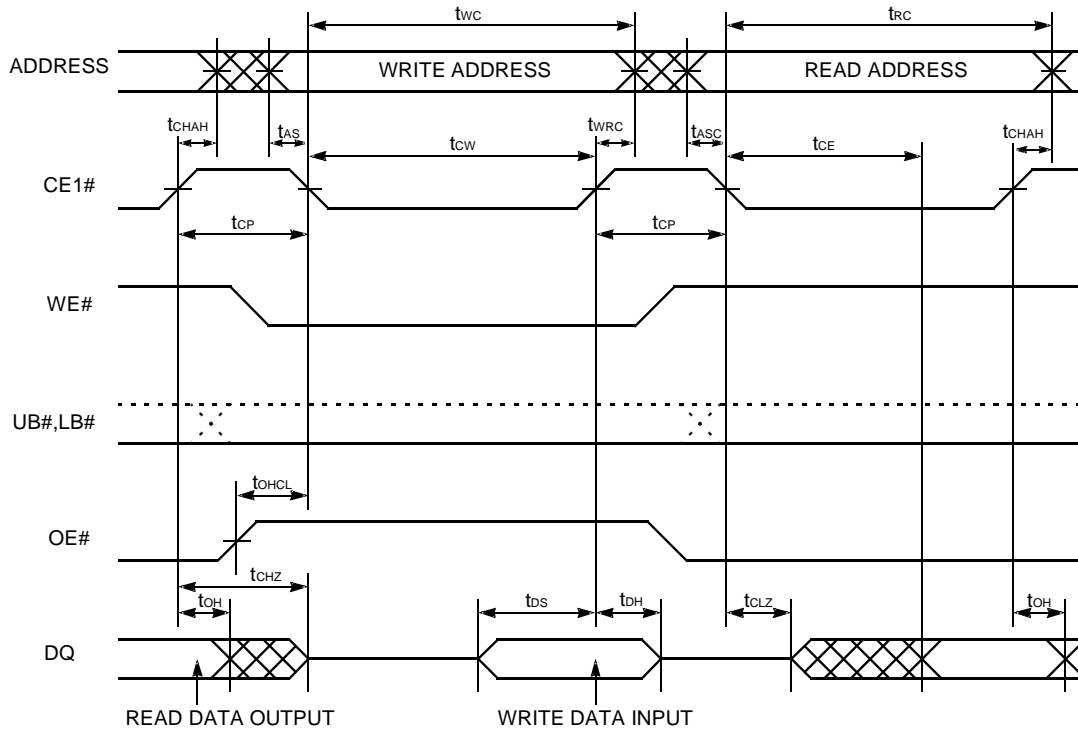 tWC
tRC
ADDRESS
WRITE ADDRESS
READ ADDRESS
tCHAH
tAS
tWRC
tASC
tCHAH
tCW
tCE
CE1#
tCP
tCP
WE#
UB#,LB#
tOHCL
OE#
tCHZ
tOH
tDS
tDH
tCLZ
tOH
DQ
READ DATA OUTPUT
WRITE DATA INPUT